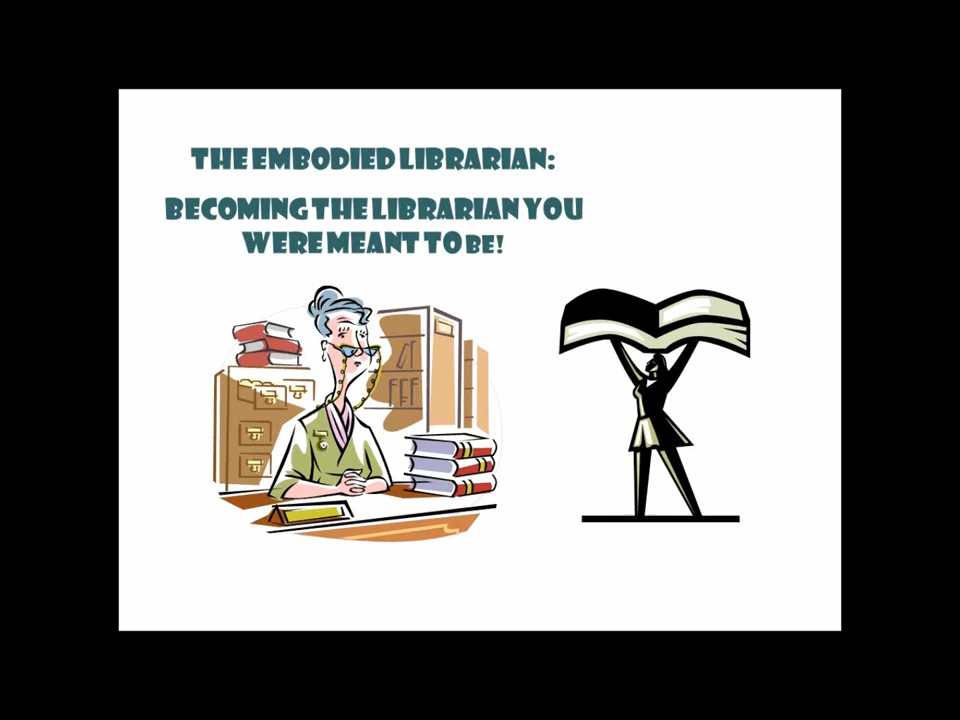 THE EMBODIED LIBRARIAN:
BECOMING THE LIBRARIAN YOU
WERE MEANT TO BE!